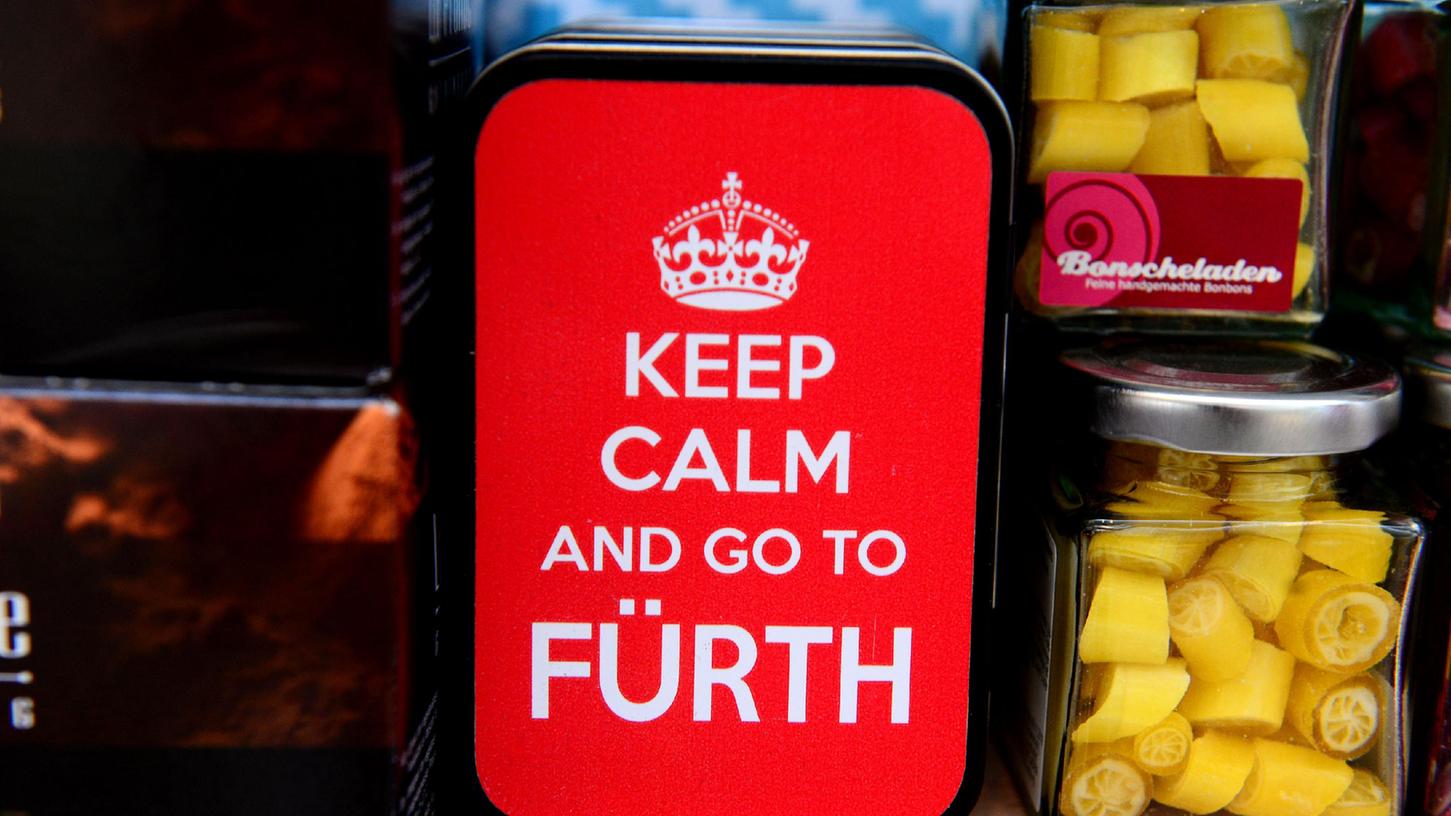 KEEP
CALM
AND GO TO
FÜRTH
Bonscheladen
Feine handgemachte Bonbons
e
G